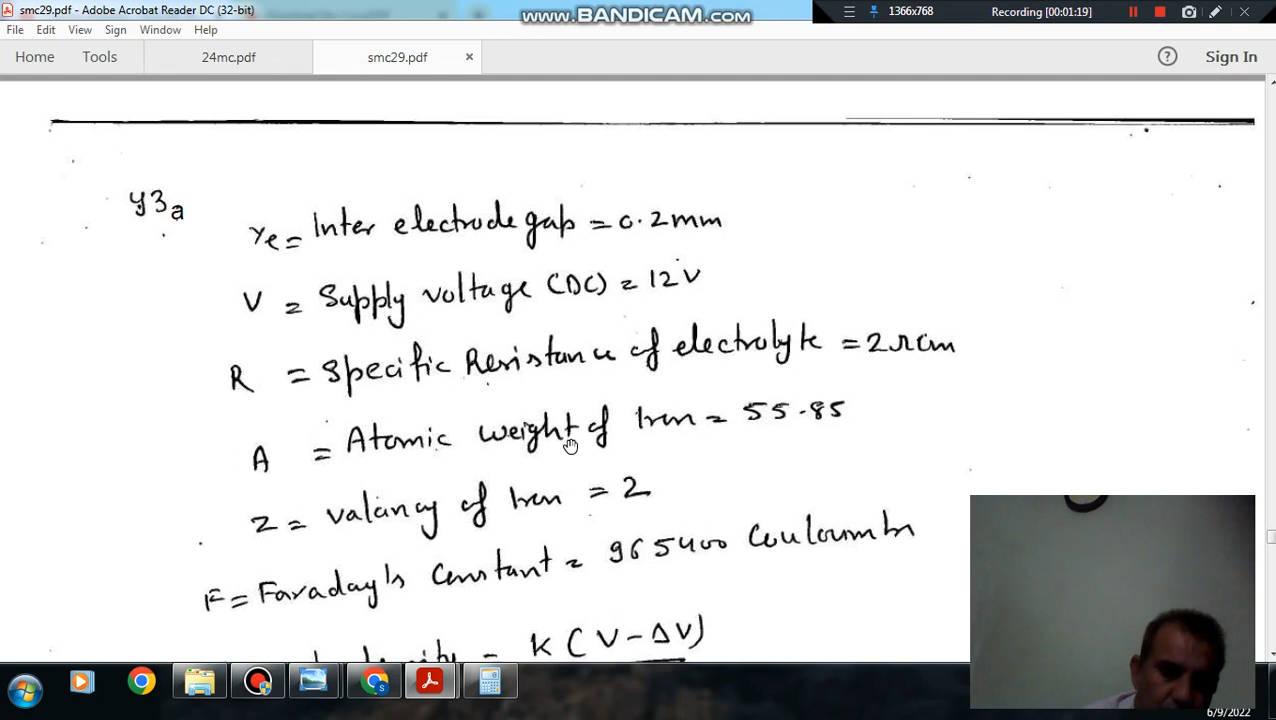 smc29.pdf - Adobe Acrobat Reader DC (32-bit)
www.BANDICAM.com
1366x768
Recording [00:01:19]
File Edit View Sign Window Help
Home Tools 24mc.pdf smc29.pdf × ? Sign In
43a
Ye = Inter electrode gap = 0.2mm
V = Supply voltage (DC) = 12V
R = Specific Resistance of electrolyte = 2Ωcm
A = Atomic weight of Iron = 55.85
Z = Valancy of Iron = 2
F = Faraday's Constant = 965400 Couloumbs
= K(V-ΔV)
6/9/2022